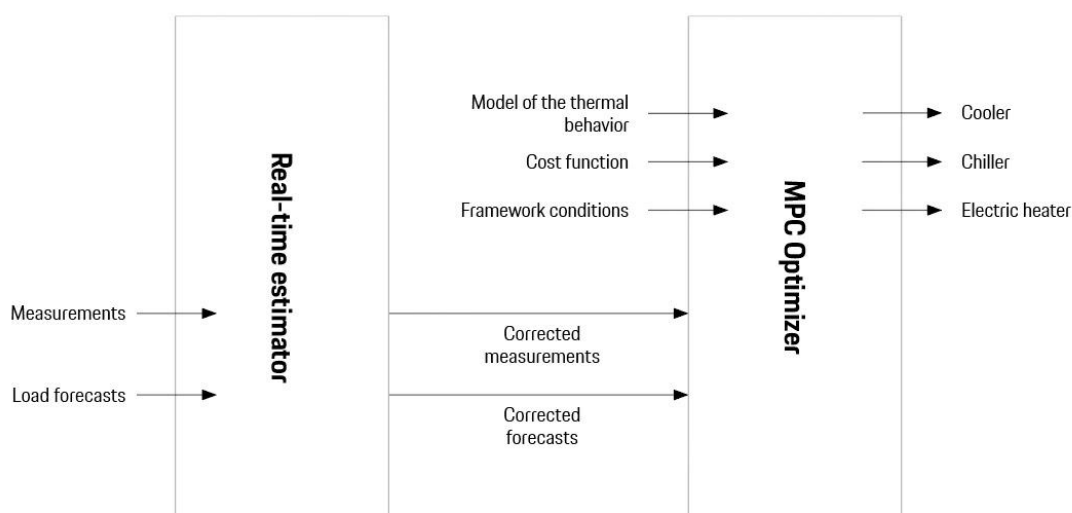 Real-time estimator
Measurements
Load forecasts
Corrected
measurements
Corrected
forecasts
Model of the thermal
behavior
Cost function
Framework conditions
MPC Optimizer
Cooler
Chiller
Electric heater